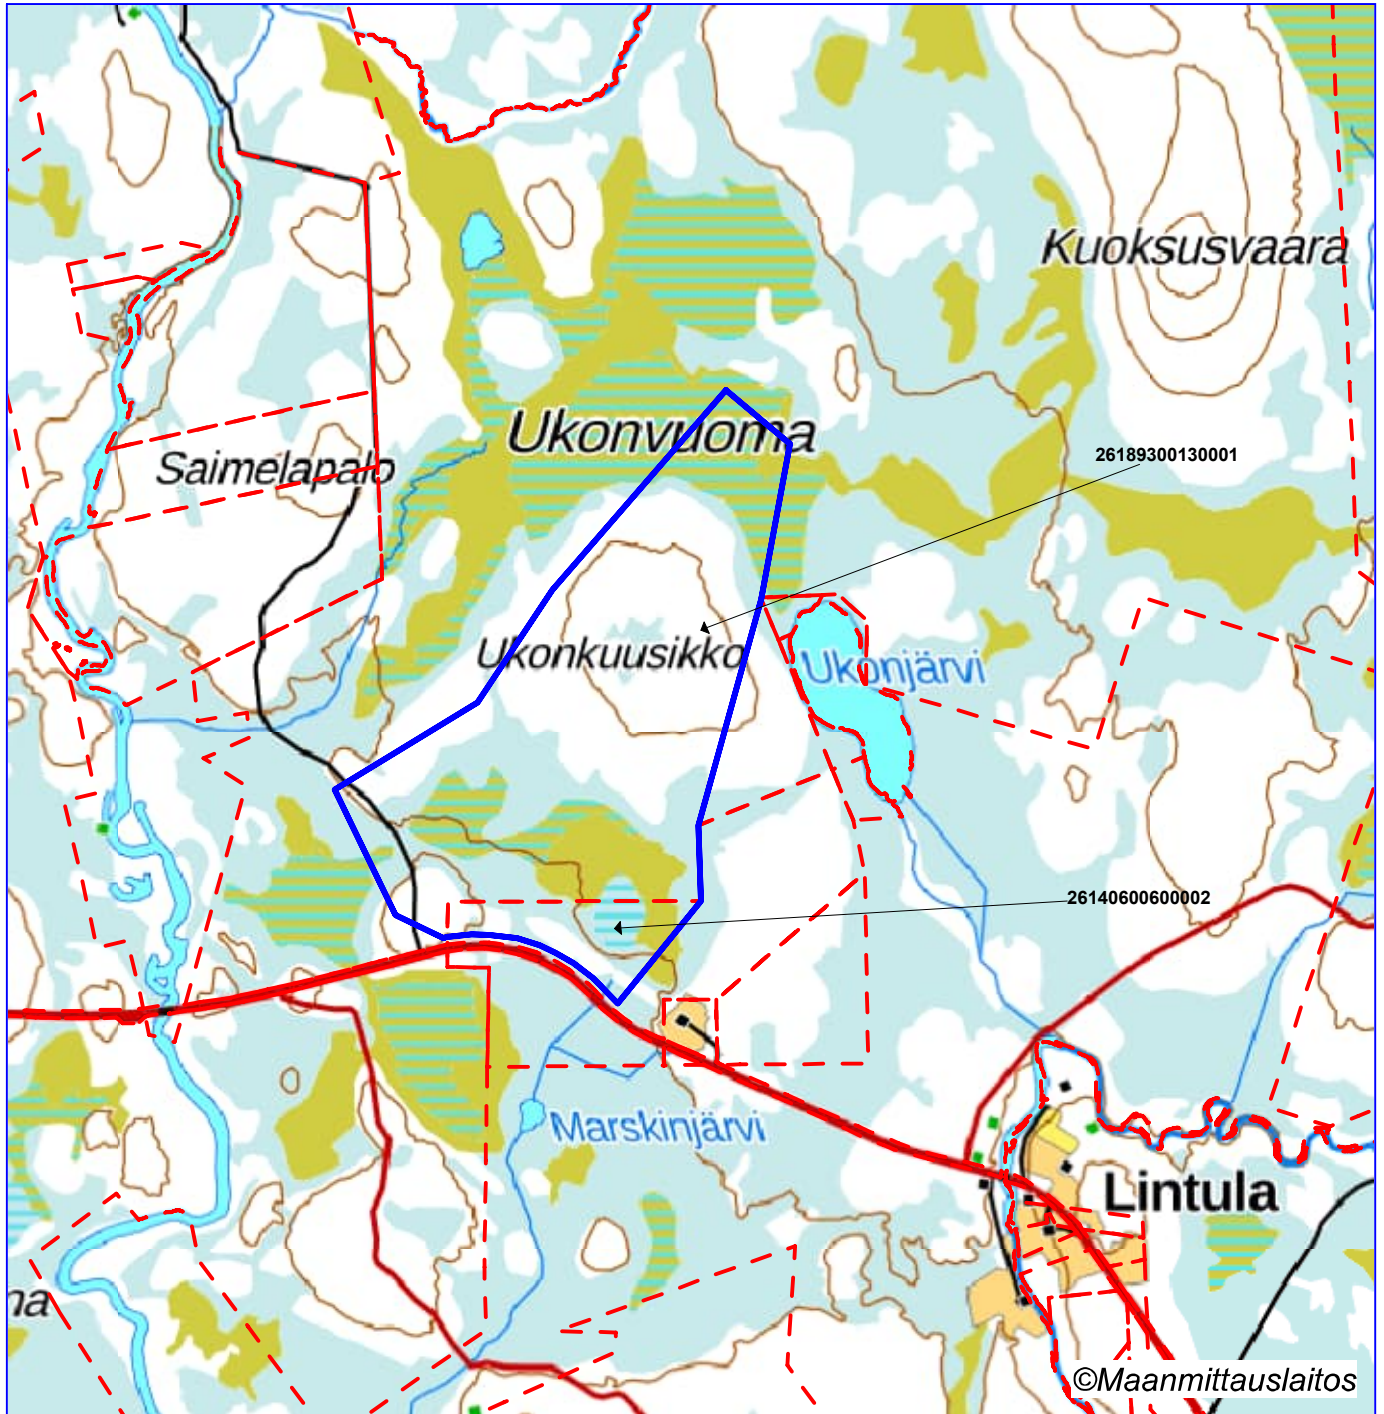 Kuoksusvaara
Ukonvuoma
26189300130001
Saimelapalo
Ukonkuusikko
Ukonjärvi
26140600600002
Marskinjärvi
Lintula
na
©Maanmittauslaitos